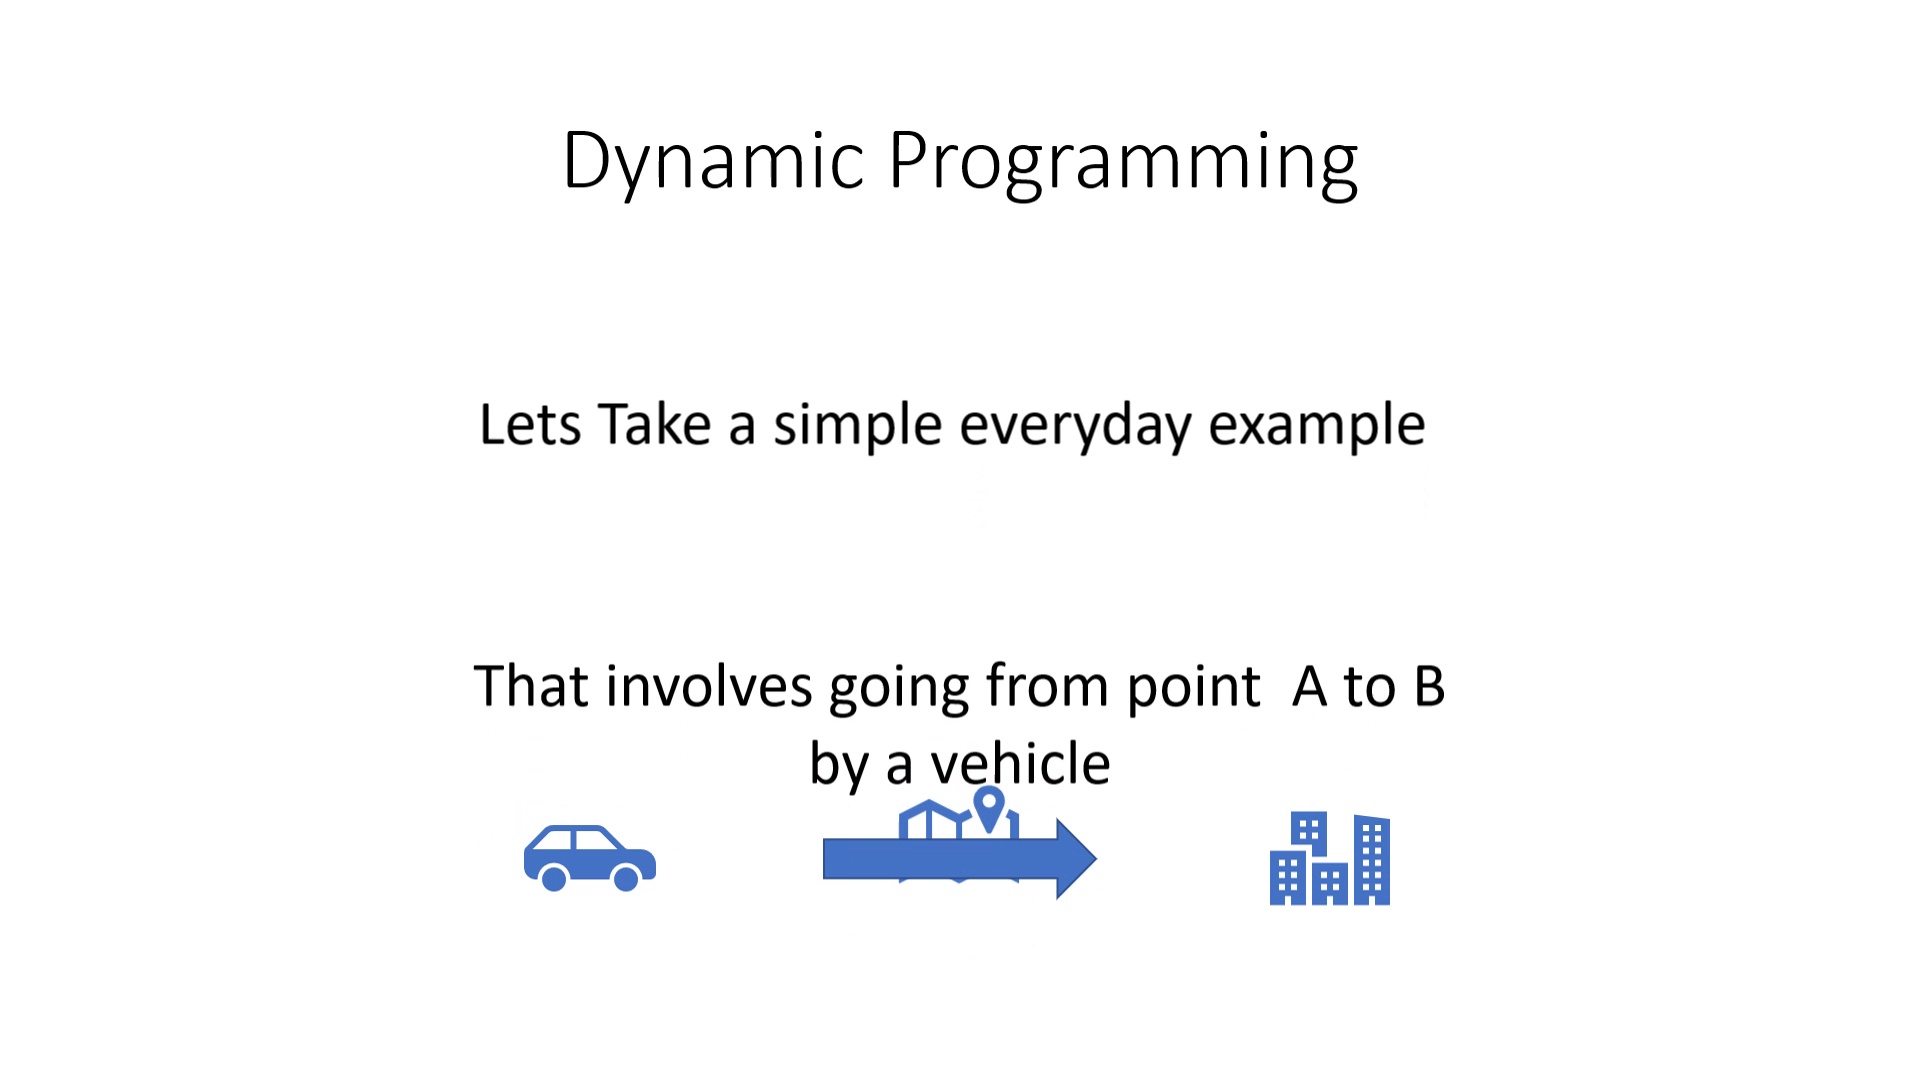 Dynamic Programming
Lets Take a simple everyday example
That involves going from point  A to B
by a vehicle